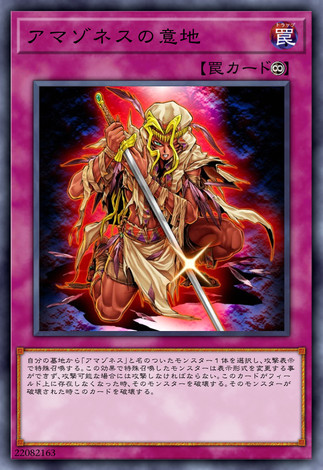 アマゾネスの意地
トラップ
罠
【罠カード】
自分の墓地から「アマゾネス」と名のついたモンスター1体を選択し、攻撃表示
で特殊召喚する。この効果で特殊召喚したモンスターは表示形式を変更する事
ができず、攻撃可能な場合には攻撃しなければならない。このカードがフィー
ルド上に存在しなくなった時、そのモンスターを破壊する。そのモンスターが
破壊された時このカードを破壊する。
22082163